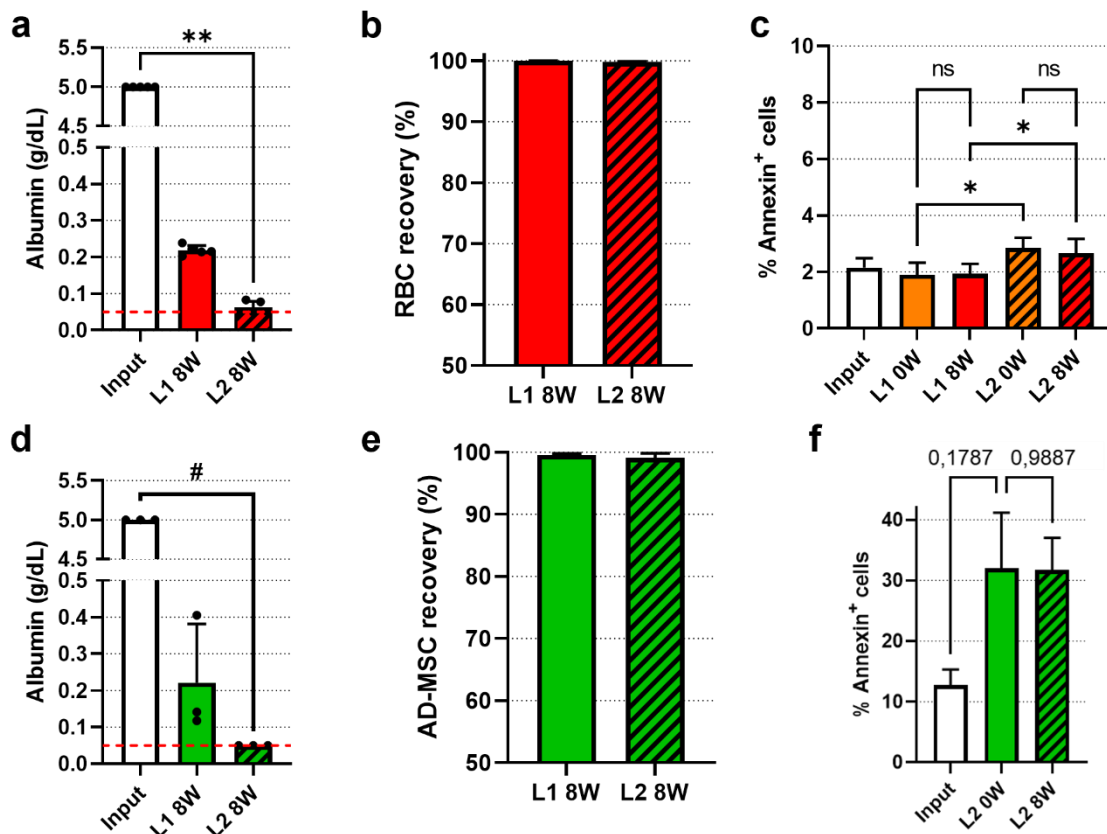 a
Albumin (g/dL)
5.5
5.0
4.5
0.5
0.4
0.3
0.2
0.1
0.0
**
Input
L1 8W
L2 8W
b
RBC recovery (%)
100
90
80
70
60
50
L1 8W
L2 8W
c
% Annexin+ cells
10
8
6
4
2
0
ns
ns
*
*
Input
L1 0W
L1 8W
L2 0W
L2 8W
d
Albumin (g/dL)
5.5
5.0
4.5
0.5
0.4
0.3
0.2
0.1
0.0
#
Input
L1 8W
L2 8W
e
AD-MSC recovery (%)
100
90
80
70
60
50
L1 8W
L2 8W
f
% Annexin+ cells
0,1787
0,9887
40
30
20
10
0
Input
L2 0W
L2 8W